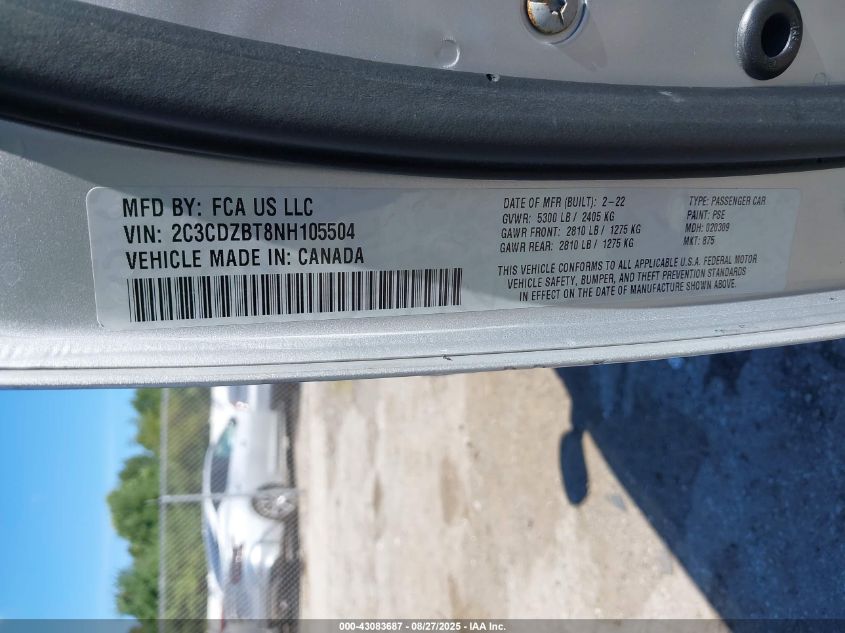 MFD BY: FCA US LLC
VIN: 2C3CDZBT8NH105504
VEHICLE MADE IN: CANADA
DATE OF MFR (BUILT): 2-22
GVWR: 5300 LB / 2405 KG
GAWR FRONT: 2810 LB / 1275 KG
GAWR REAR: 2810 LB / 1275 KG
TYPE: PASSENGER CAR
PAINT: PSE
MDH: 020309
MKT: 875
THIS VEHICLE CONFORMS TO ALL APPLICABLE U.S.A. FEDERAL MOTOR
VEHICLE SAFETY, BUMPER, AND THEFT PREVENTION STANDARDS
IN EFFECT ON THE DATE OF MANUFACTURE SHOWN ABOVE.
000-43083687 - 08/27/2025 - IAA Inc.